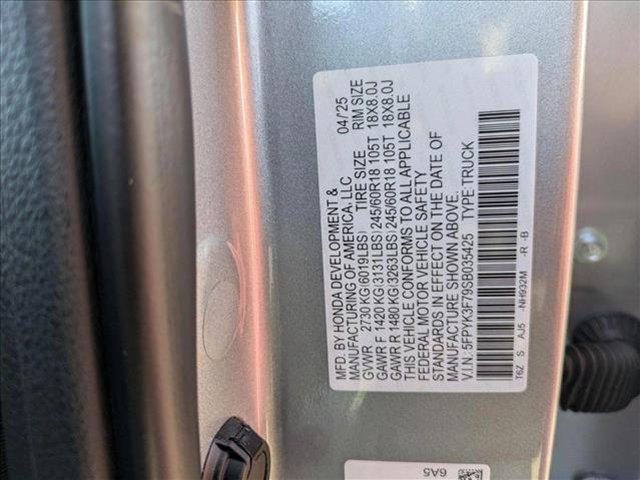 MFD. BY HONDA DEVELOPMENT & 04/25
MANUFACTURING OF AMERICA, LLC
GVWR 2730 KG(6019LBS) TIRE SIZE RIM SIZE
GAWR F 1420 KG(3131LBS) 245/60R18 105T 18X8.0J
GAWR R 1480 KG(3263LBS) 245/60R18 105T 18X8.0J
THIS VEHICLE CONFORMS TO ALL APPLICABLE
FEDERAL MOTOR VEHICLE SAFETY
STANDARDS IN EFFECT ON THE DATE OF
MANUFACTURE SHOWN ABOVE.
V.I.N: 5FPYK3F79SB035425 TYPE TRUCK
T6Z S AJ5 -NH932M -R -B
6A5